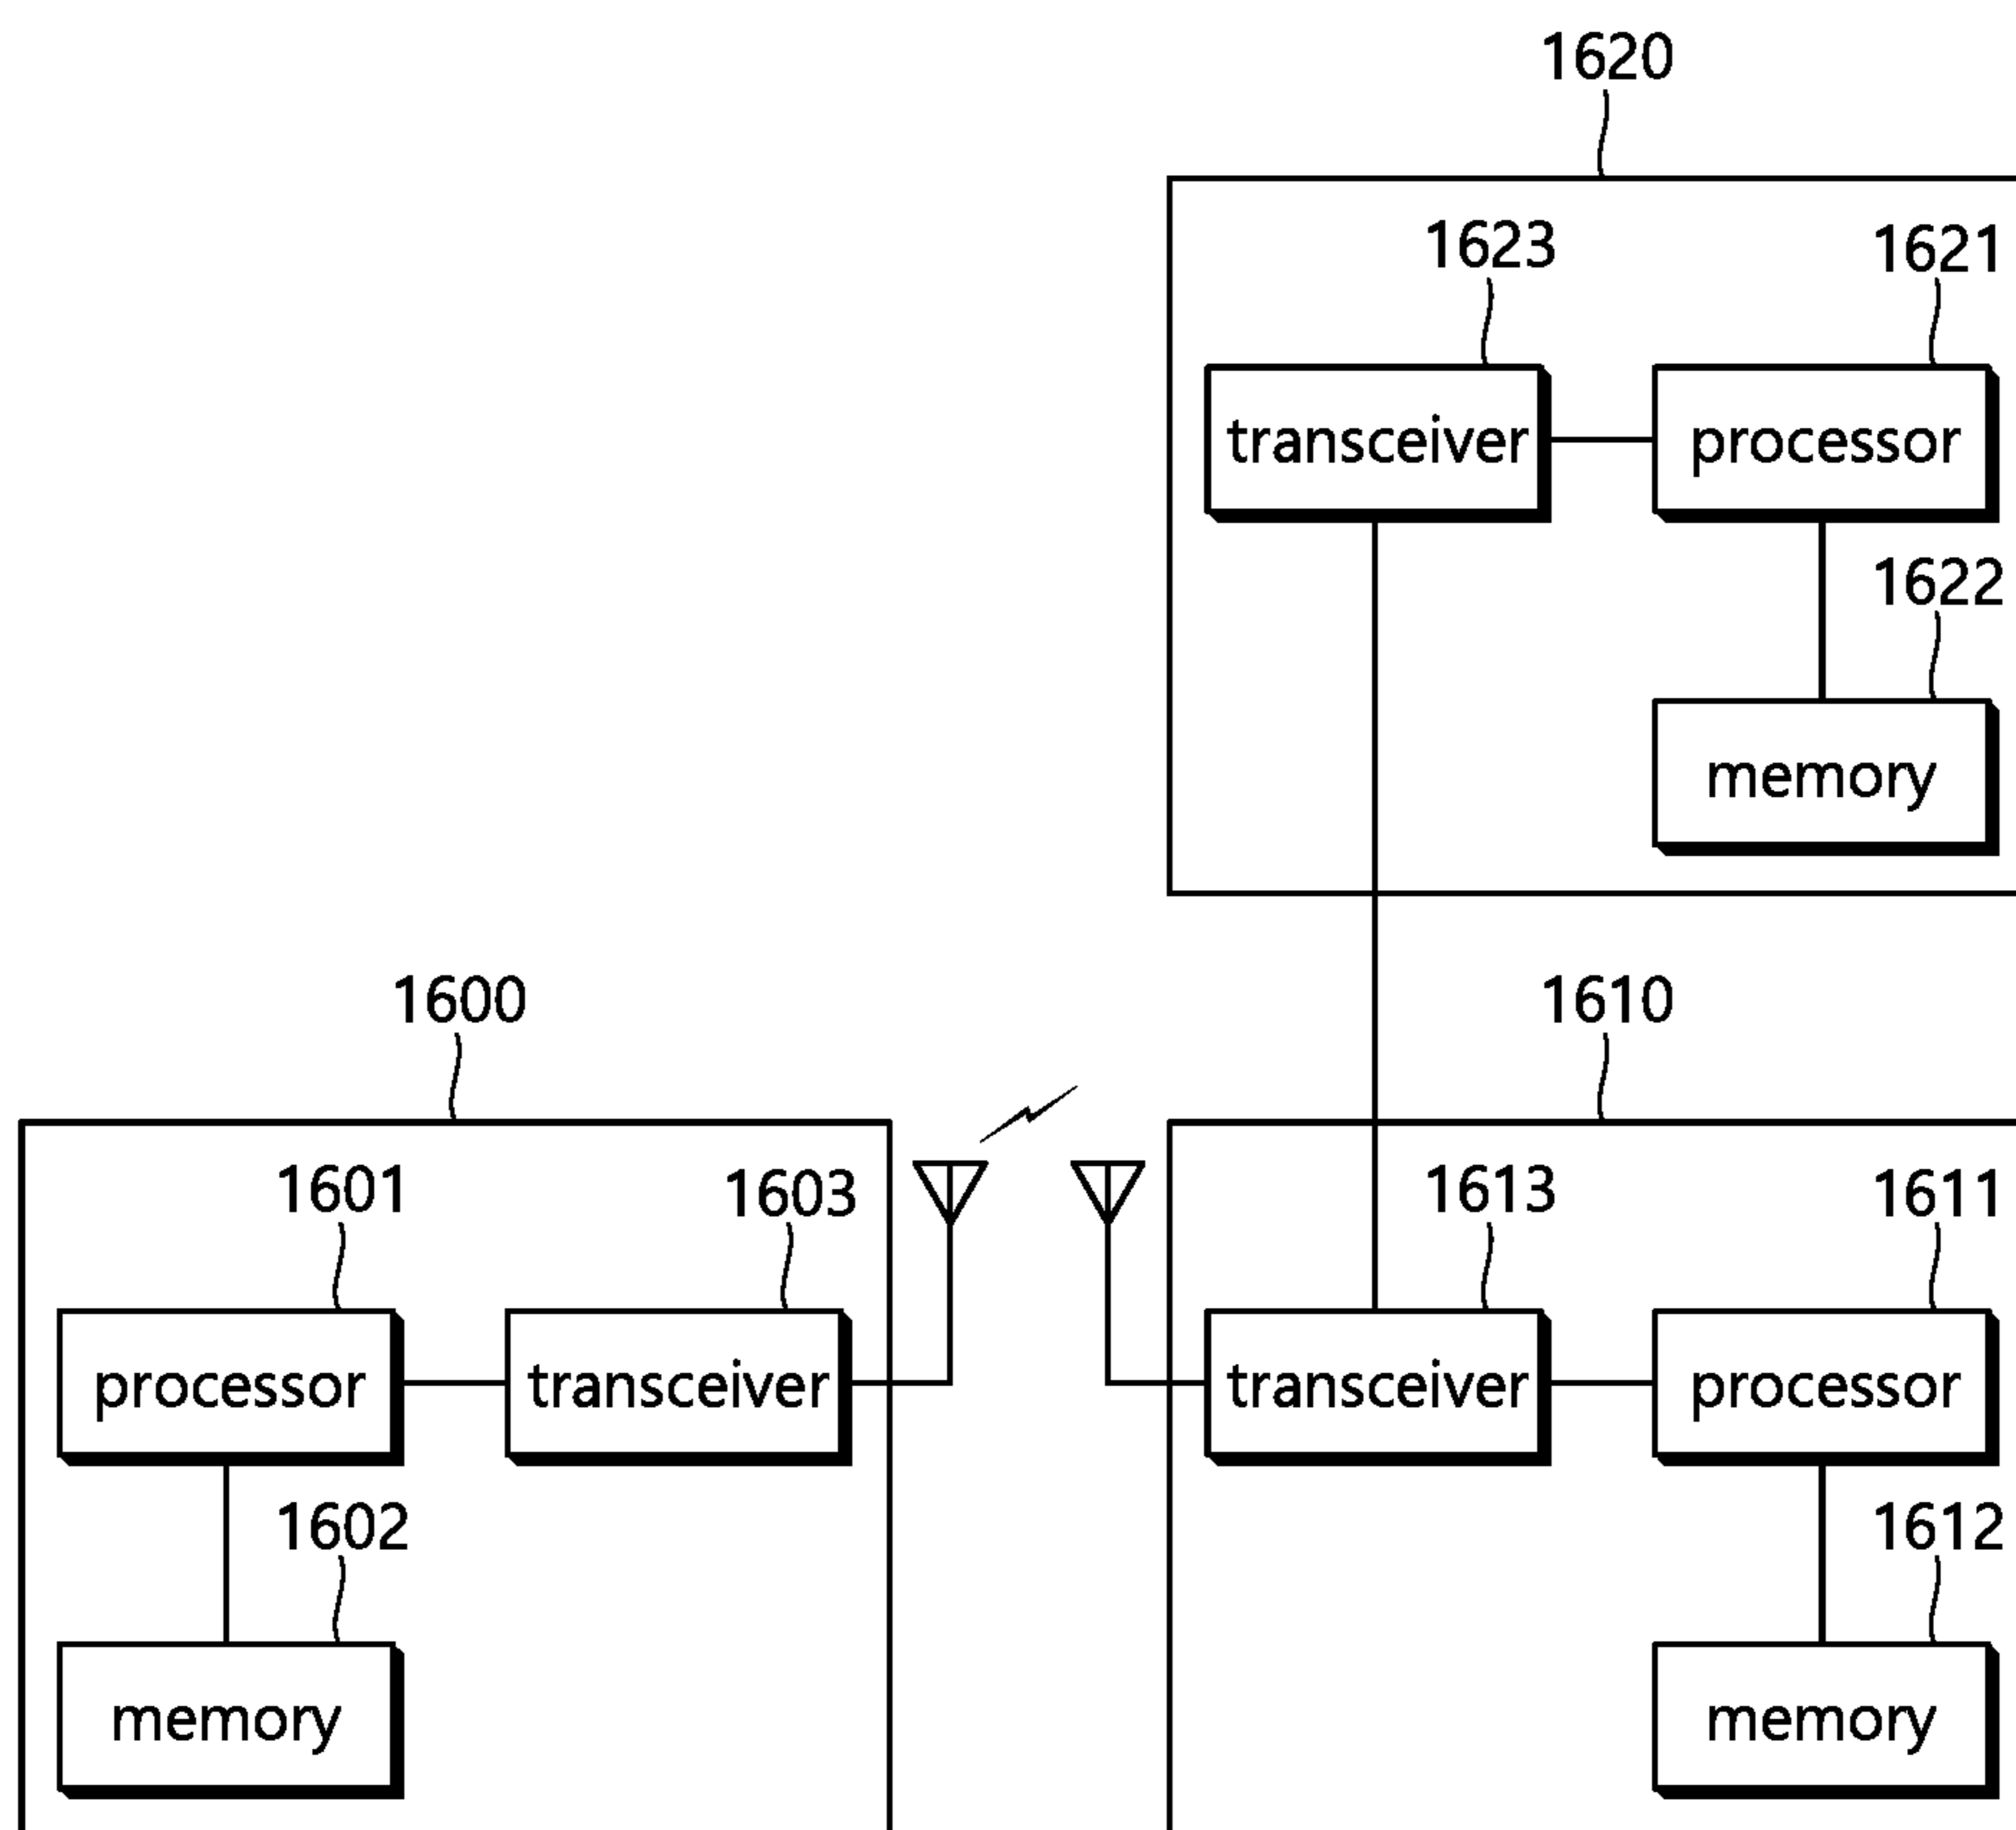 1620
1623
1621
transceiver
processor
1622
memory
1600
1610
1601
1603
1613
1611
processor
transceiver
transceiver
processor
1602
1612
memory
memory